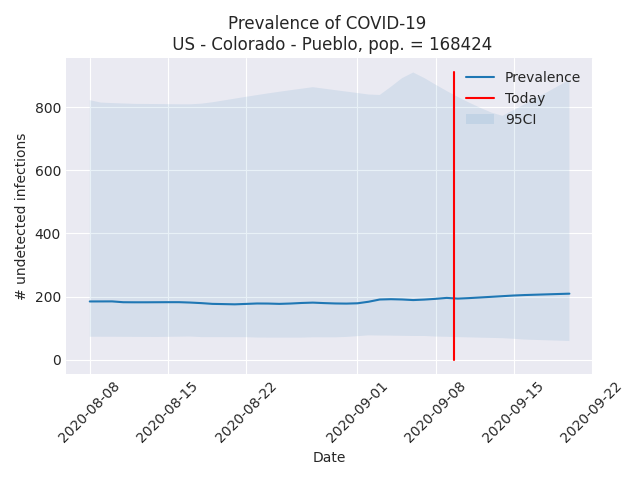 Prevalence of COVID-19
US - Colorado - Pueblo, pop. = 168424
Prevalence
Today
95CI
# undetected infections
800
600
400
200
0
2020-08-08
2020-08-15
2020-08-22
2020-09-01
2020-09-08
2020-09-15
2020-09-22
Date